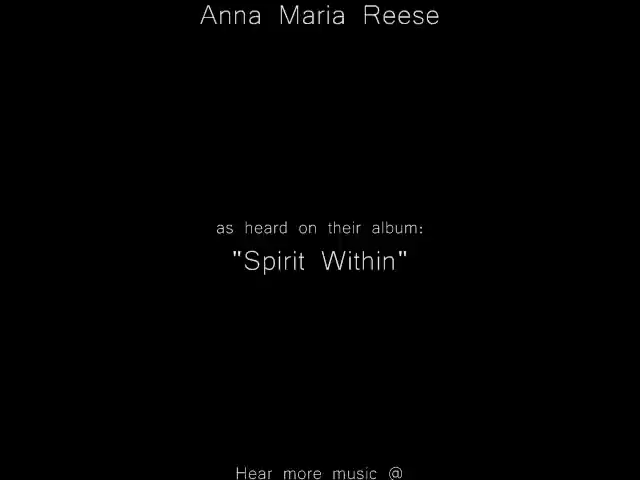 Anna Maria Reese
as heard on their album:
"Spirit Within"
Hear more music @